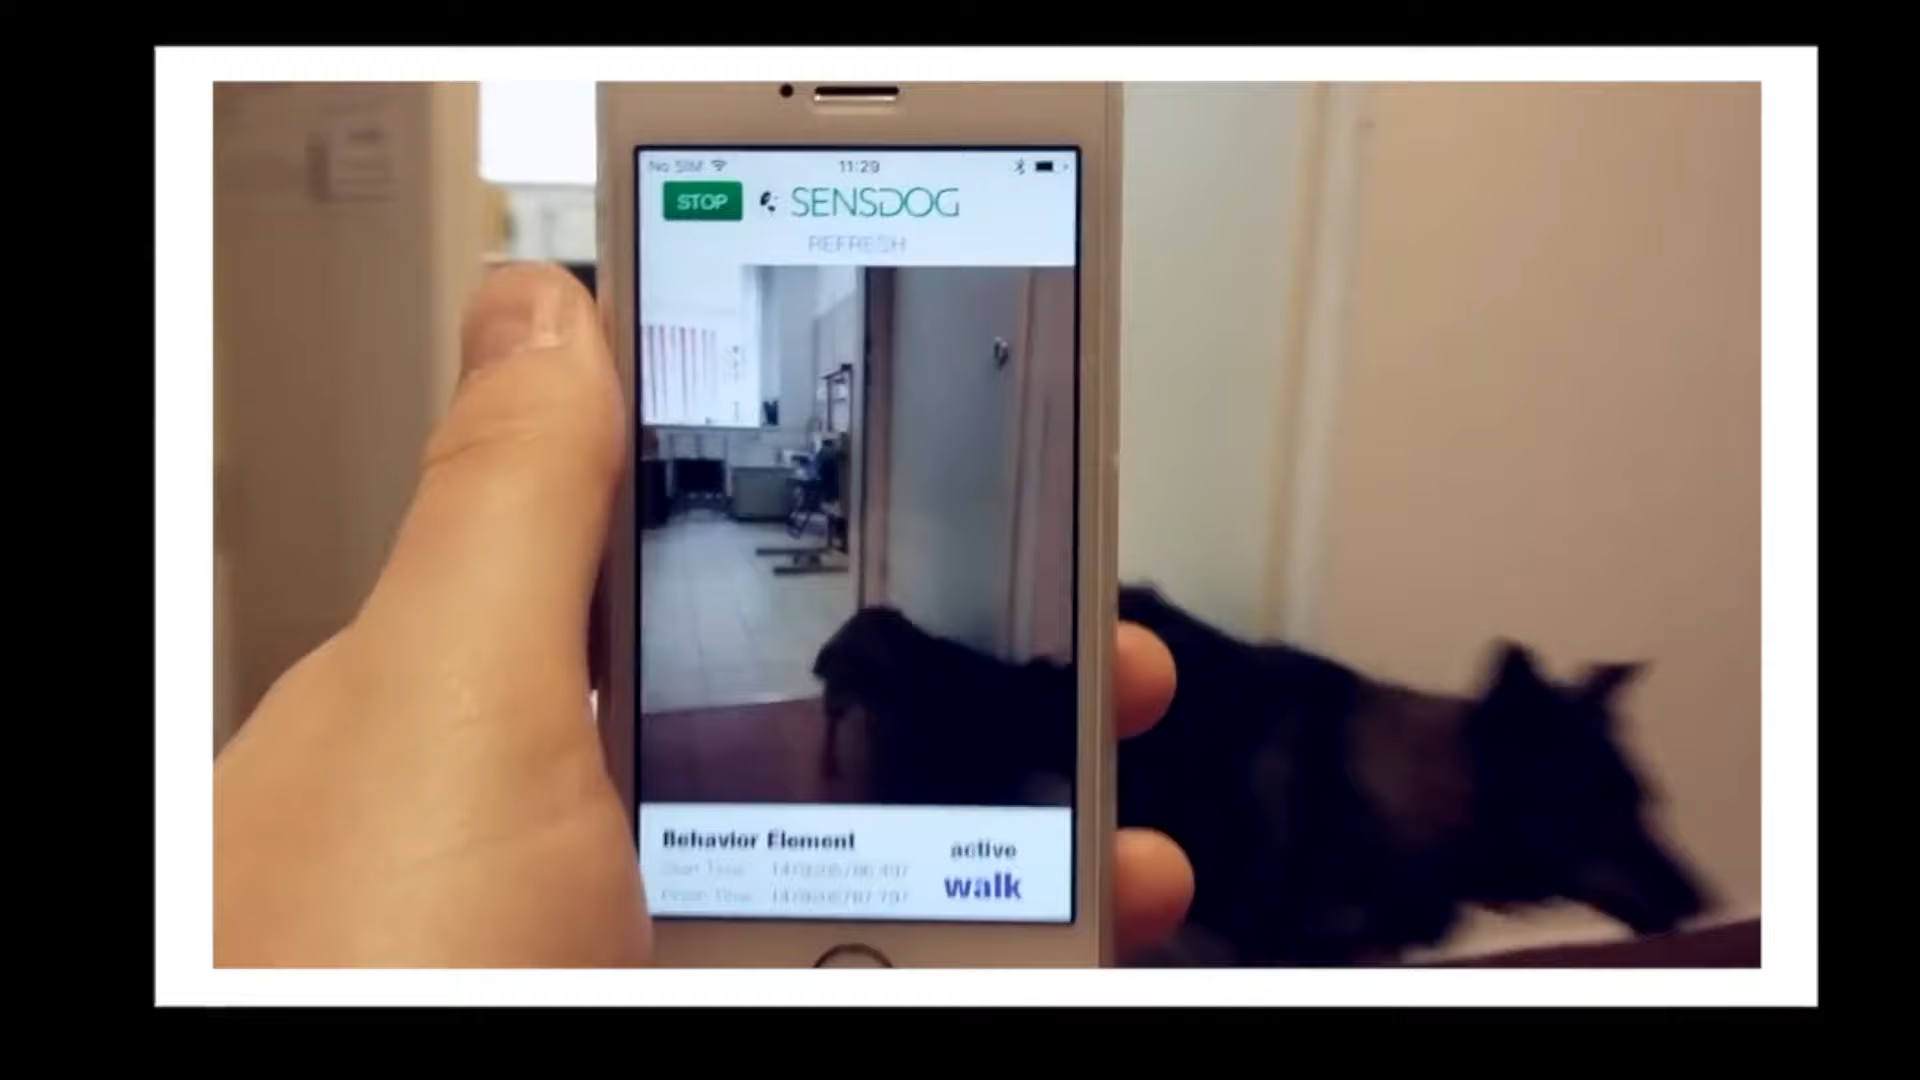 No SIM 11:29
STOP SENSDOG
REFRESH
Behavior Element
active
walk